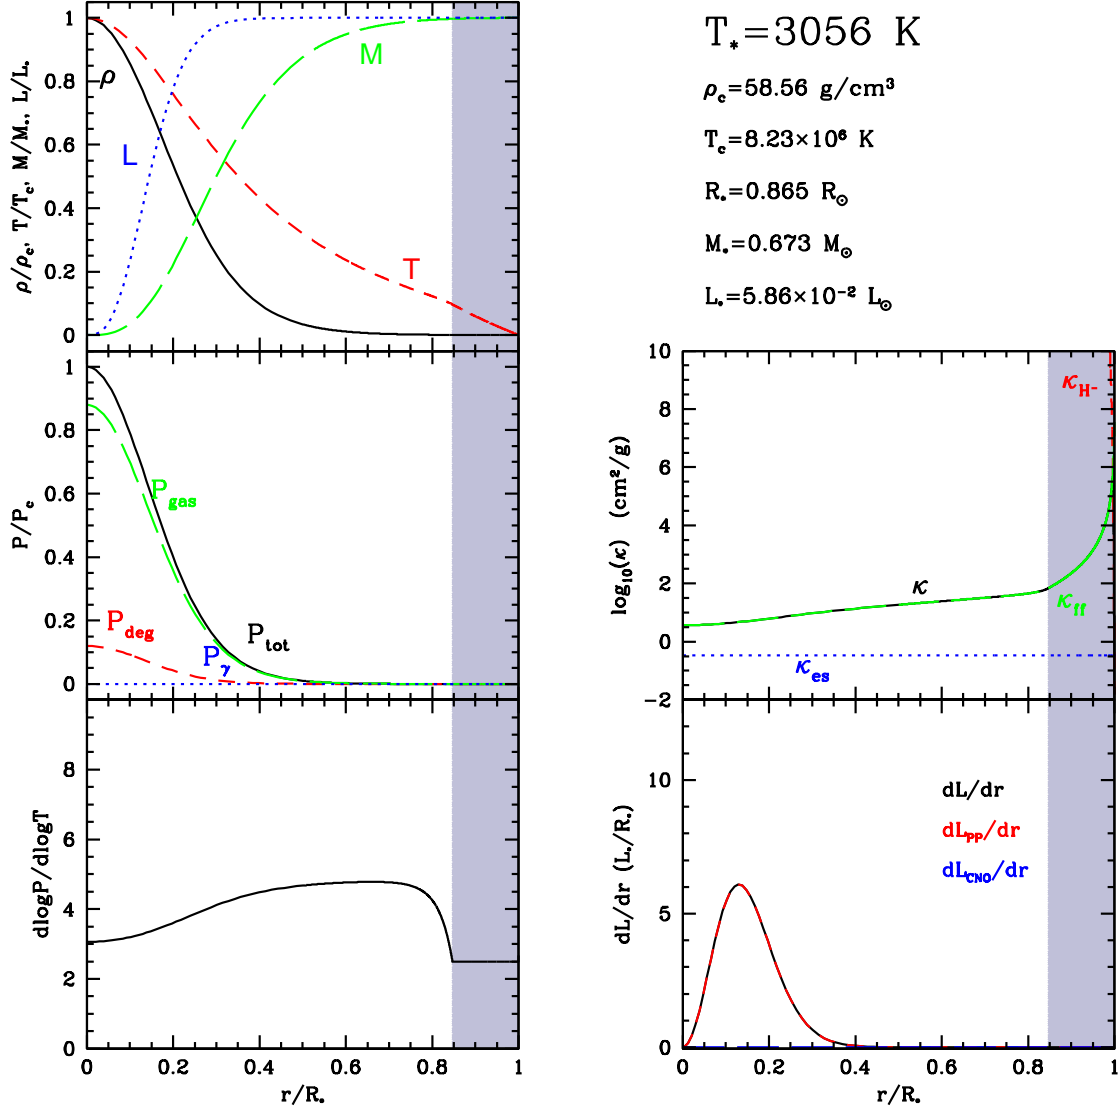 T*=3056 K
ρc=58.56 g/cm³
Tc=8.23×10⁶ K
R*=0.865 R⊙
M*=0.673 M⊙
L*=5.86×10⁻² L⊙
ρ/ρc, T/Tc, M/M*, L/L*
1
0.8
0.6
0.4
0.2
0
ρ
L
M
T
P/Pc
1
0.8
0.6
0.4
0.2
0
Pgas
Pdeg
Pγ
Ptot
log₁₀(κ) (cm²/g)
10
8
6
4
2
0
-2
κH⁻
κ
κff
κes
dlogP/dlogT
8
6
4
2
0
0 0.2 0.4 0.6 0.8 1
r/R*
dL/dr (L*/R*)
10
5
0
dL/dr
dLPP/dr
dLCNO/dr
0 0.2 0.4 0.6 0.8 1
r/R*